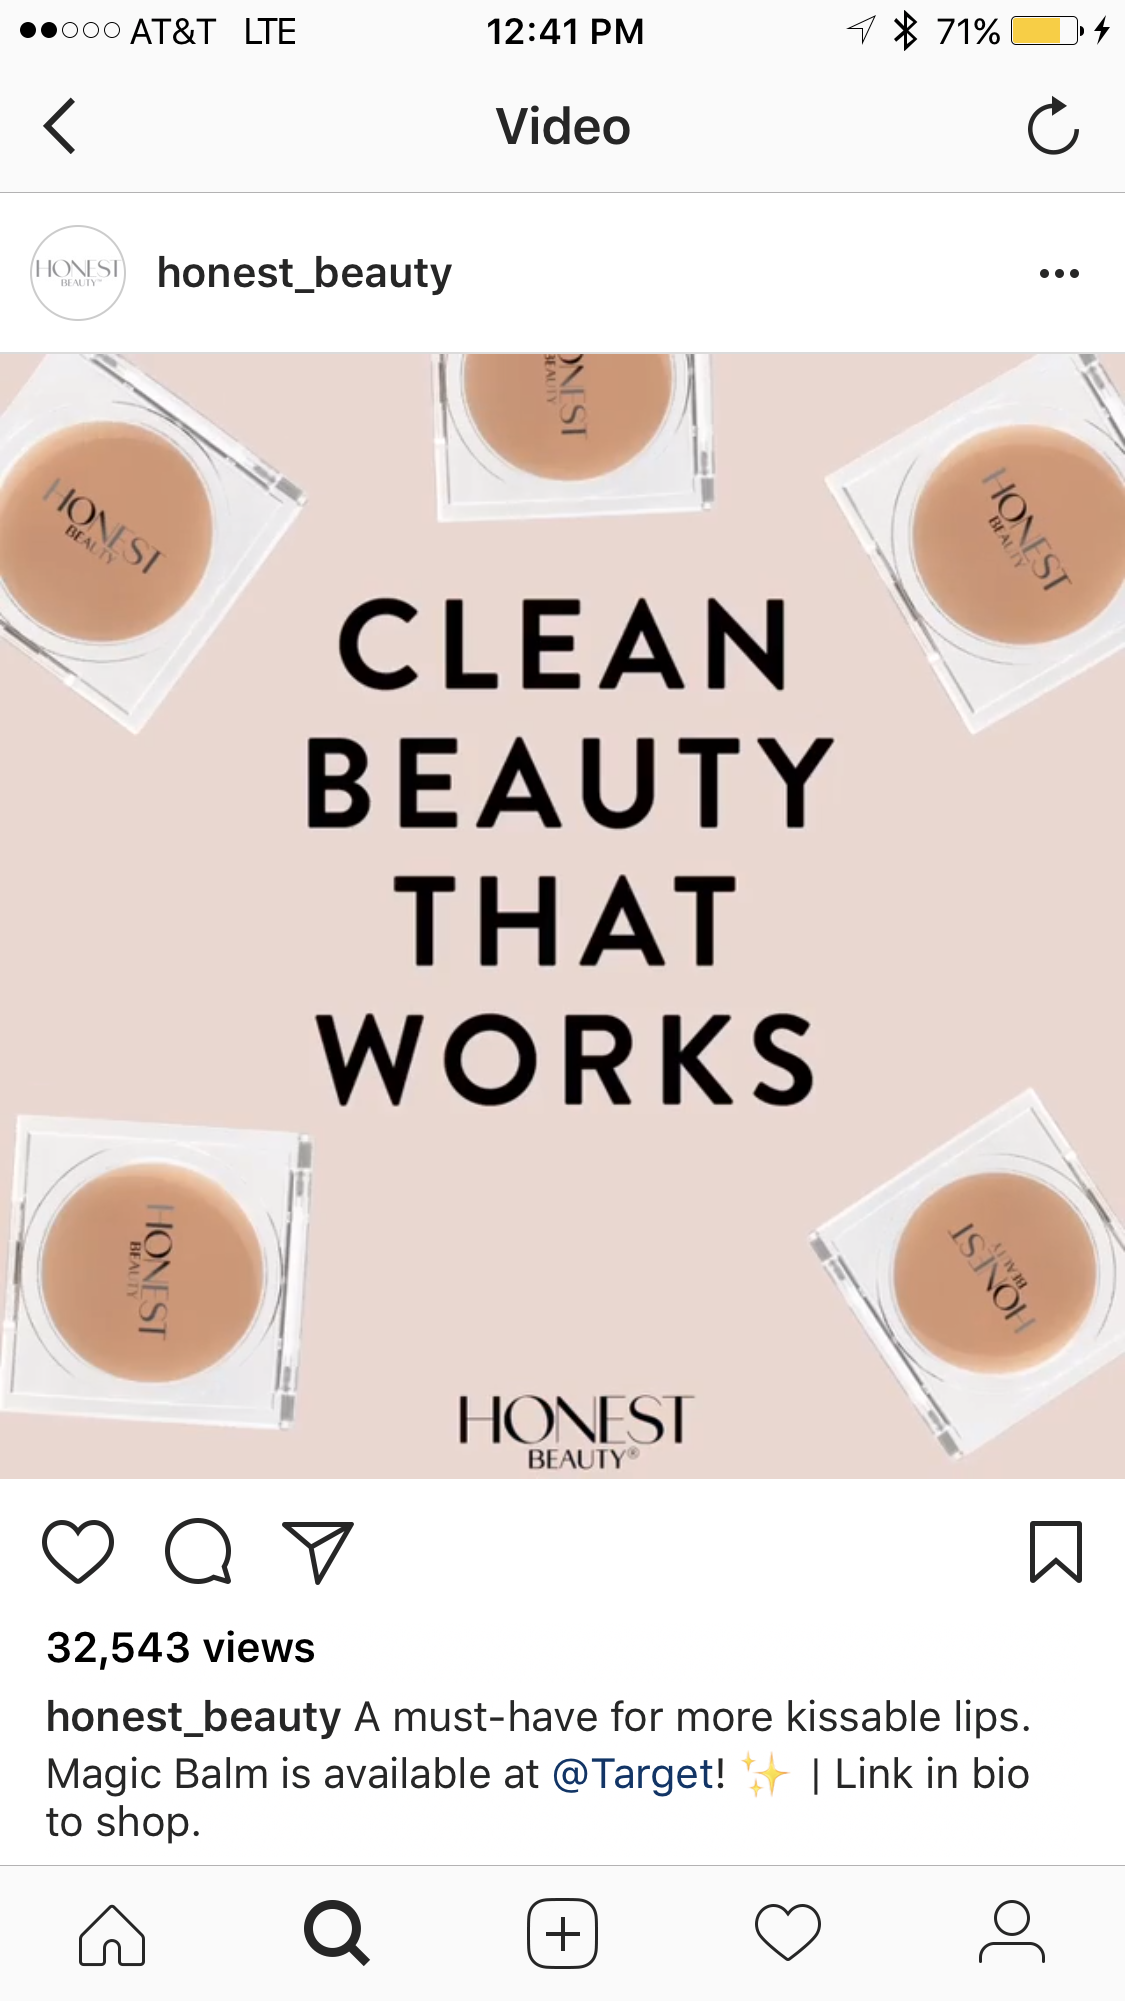 AT&T LTE 12:41 PM 71%
Video
HONEST
BEAUTY™
honest_beauty
HONEST
BEAUTY
ONEST
BEAUTY
HONEST
BEAUTY
CLEAN
BEAUTY
THAT
WORKS
HONEST
BEAUTY
HONEST
BEAUTY
HONEST
BEAUTY®
32,543 views
honest_beauty A must-have for more kissable lips.
Magic Balm is available at @Target! ✨ | Link in bio
to shop.